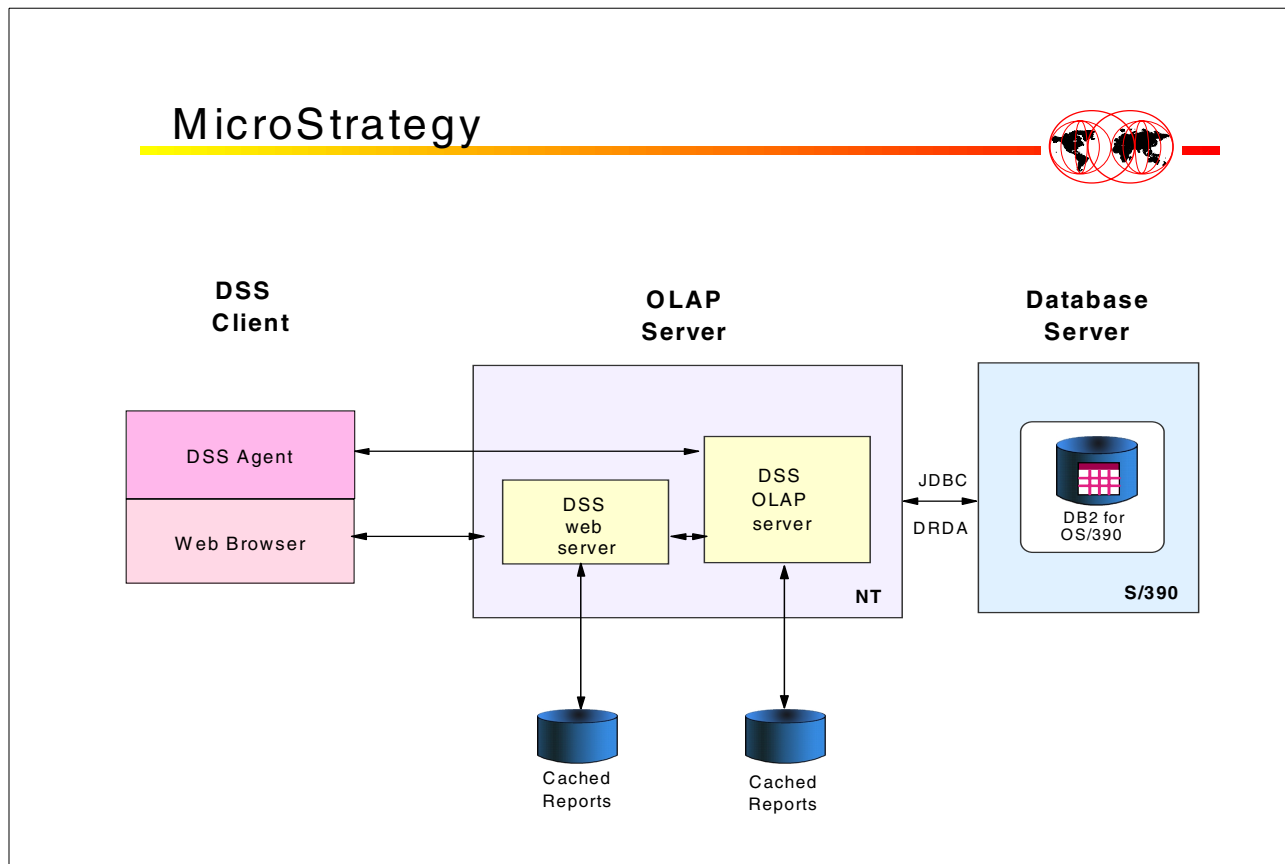 MicroStrategy
DSS
Client
OLAP
Server
Database
Server
DSS Agent
Web Browser
DSS
web
server
DSS
OLAP
server
NT
JDBC
DRDA
DB2 for
OS/390
S/390
Cached
Reports
Cached
Reports